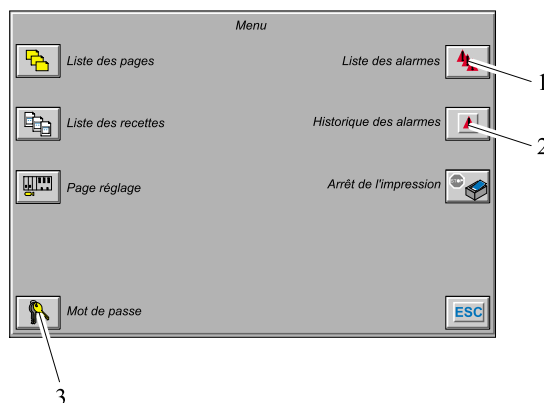 Menu
Liste des pages
Liste des alarmes
1
Liste des recettes
Historique des alarmes
2
Page réglage
Arrêt de l'impression
Mot de passe
ESC
3